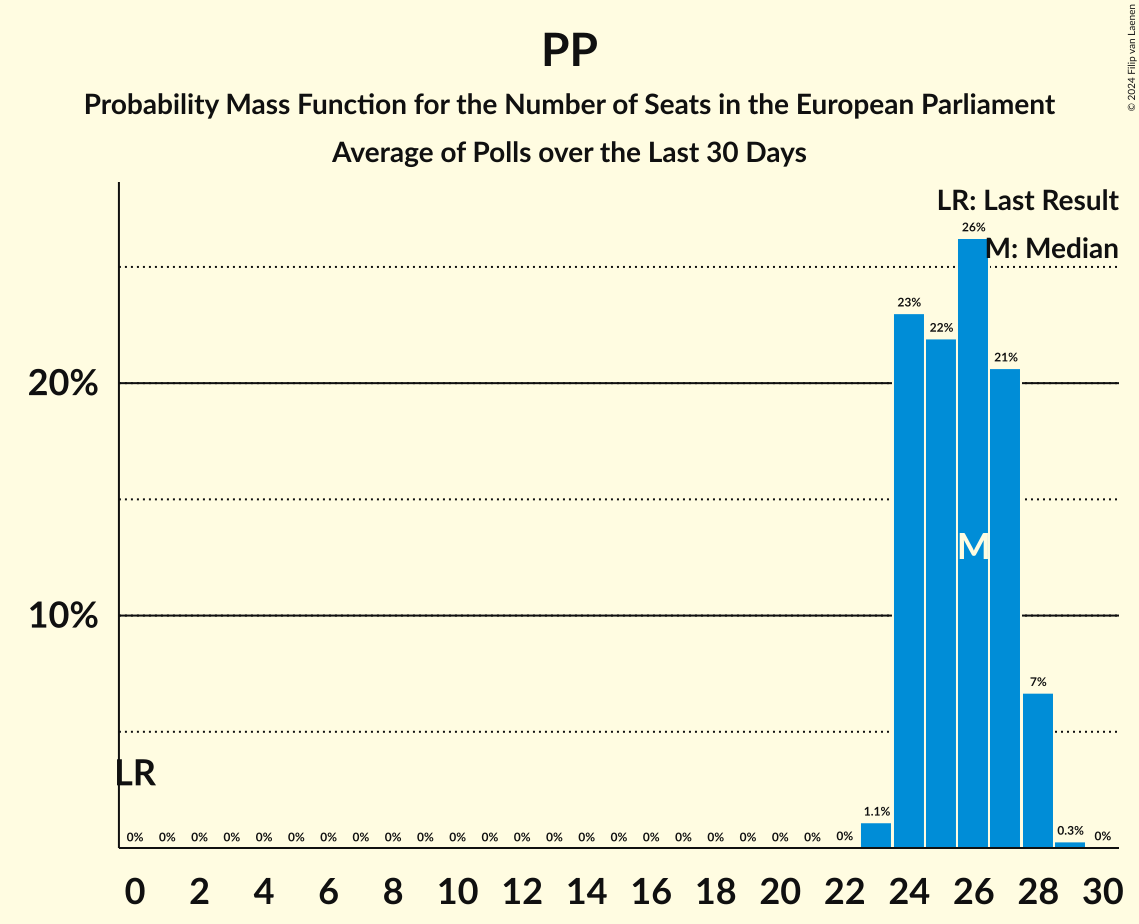 PP
Probability Mass Function for the Number of Seats in the European Parliament
Average of Polls over the Last 30 Days
© 2024 Filip van Laenen
LR: Last Result
M: Median
26%
23%
22%
21%
20%
M
10%
7%
LR
1.1%
0.3%
0% 0% 0% 0% 0% 0% 0% 0% 0% 0% 0% 0% 0% 0% 0% 0% 0% 0% 0% 0% 0% 0% 0% 0%
0 2 4 6 8 10 12 14 16 18 20 22 24 26 28 30